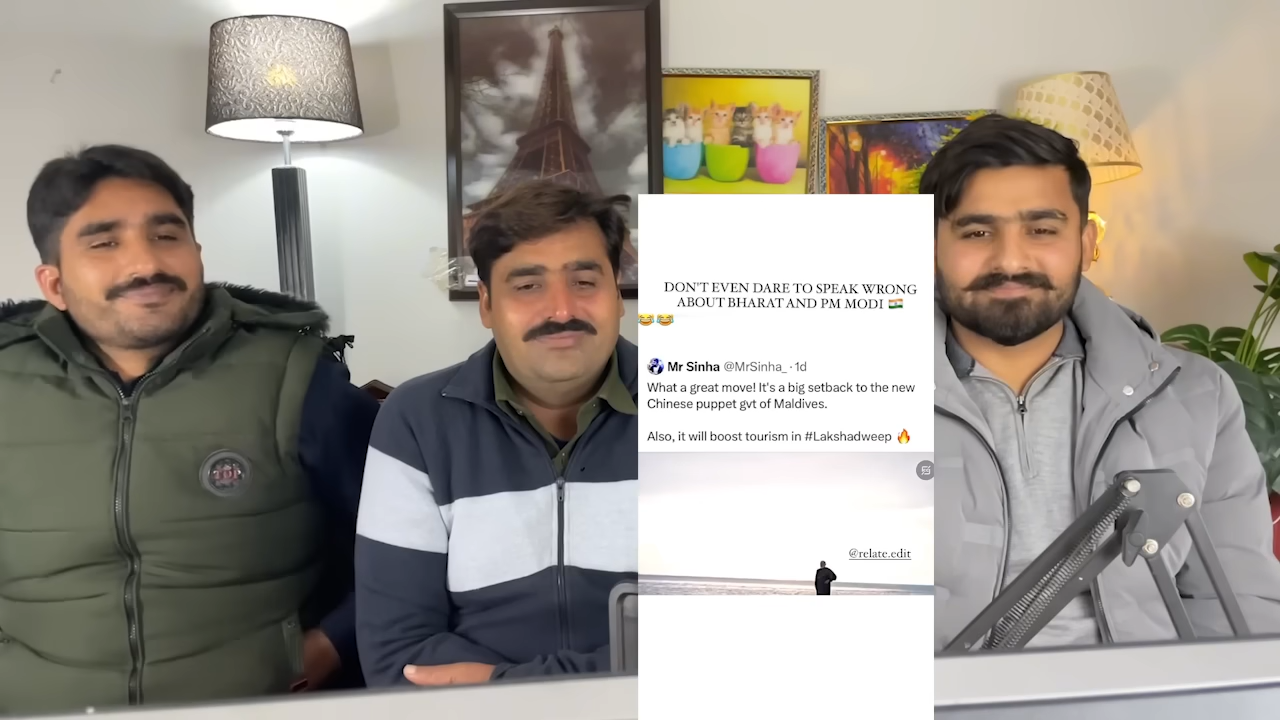 DON'T EVEN DARE TO SPEAK WRONG
ABOUT BHARAT AND PM MODI 🇮🇳
😂😂
Mr Sinha @MrSinha_ · 1d
What a great move! It's a big setback to the new
Chinese puppet gvt of Maldives.
Also, it will boost tourism in #Lakshadweep 🔥
@relate.edit